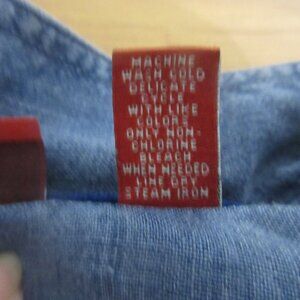 MACHINE
WASH COLD
DELICATE
CYCLE
WITH LIKE
COLORS
ONLY NON-
CHLORINE
BLEACH
WHEN NEEDED
LINE DRY
STEAM IRON